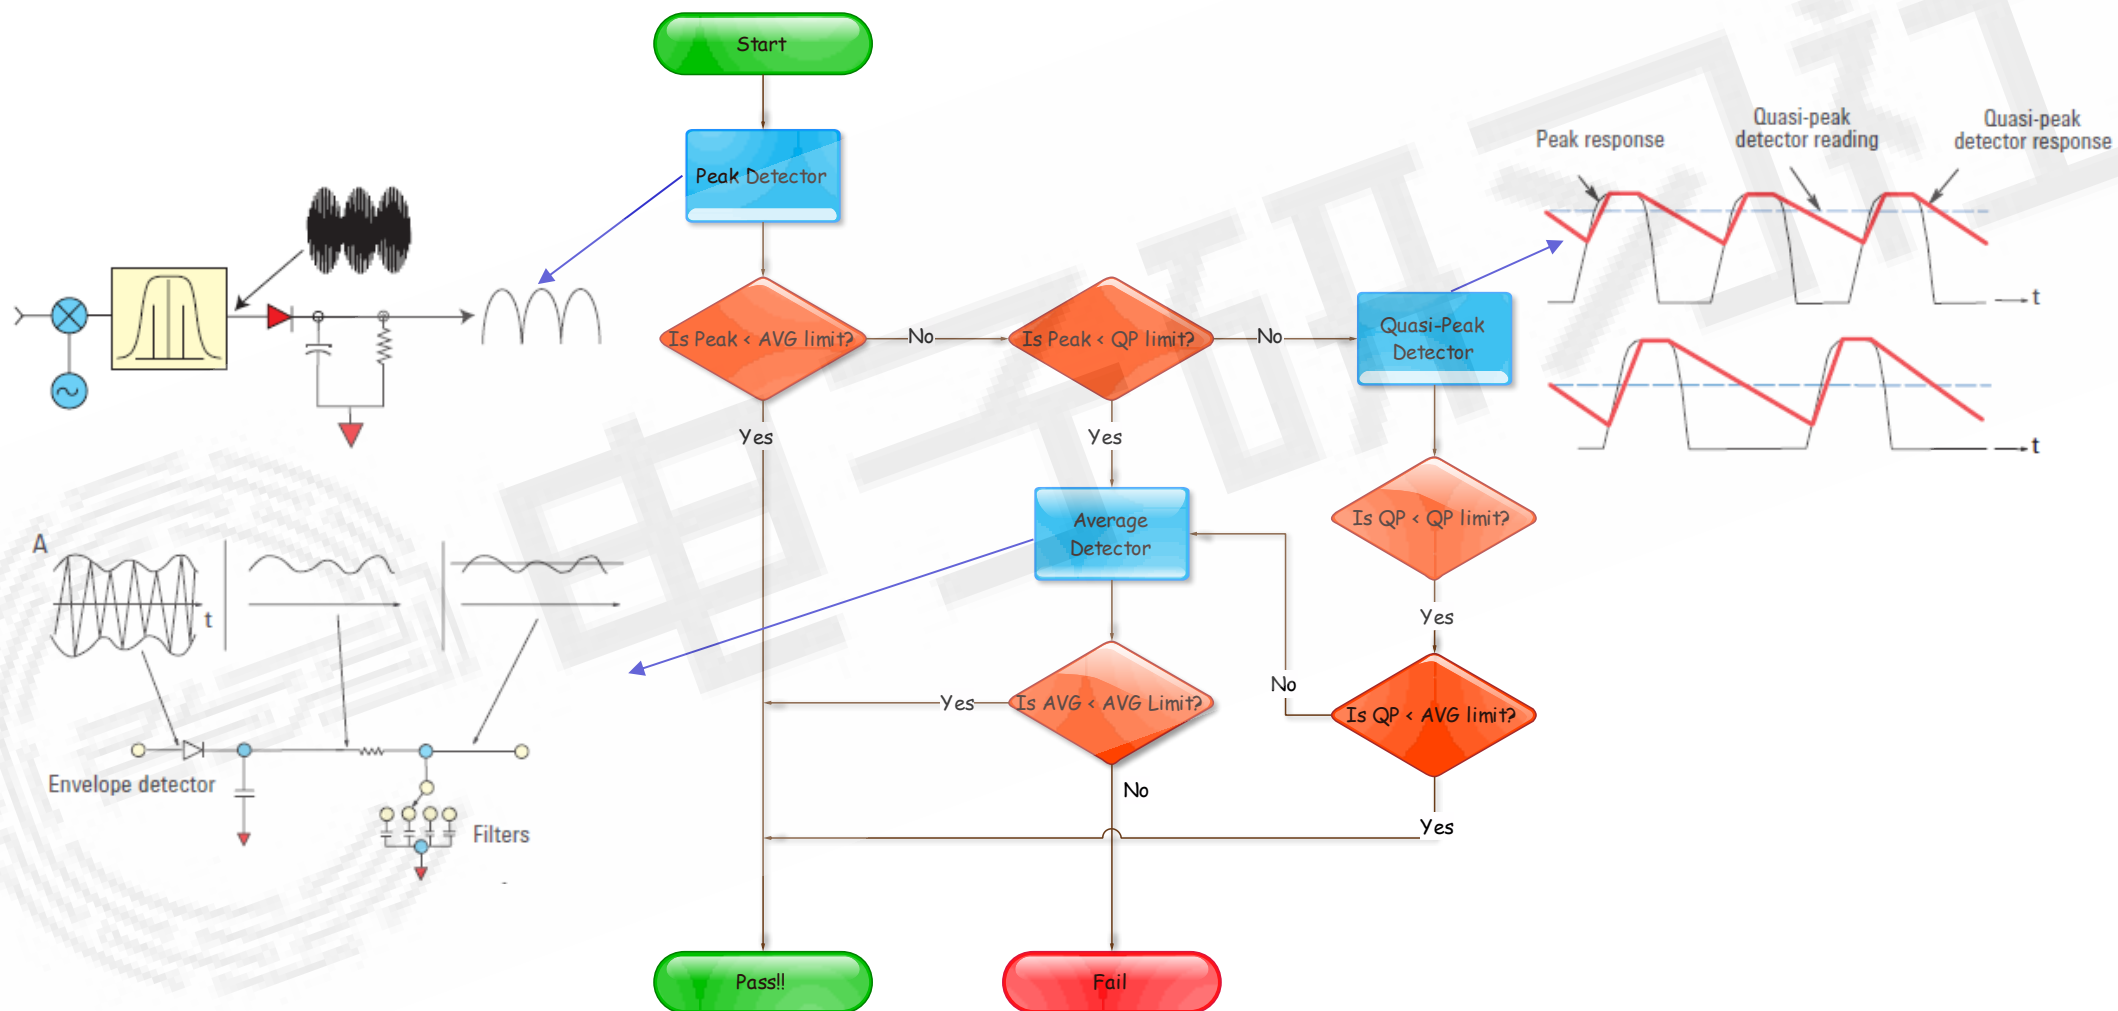 Start
Peak Detector
Is Peak < AVG limit?
No
Is Peak < QP limit?
No
Quasi-Peak
Detector
Peak response
Quasi-peak
detector reading
Quasi-peak
detector response
t
t
Yes
Yes
Is QP < QP limit?
Average
Detector
A
t
Yes
No
Is QP < AVG limit?
Yes
Is AVG < AVG Limit?
Envelope detector
No
Yes
Filters
Pass!!
Fail